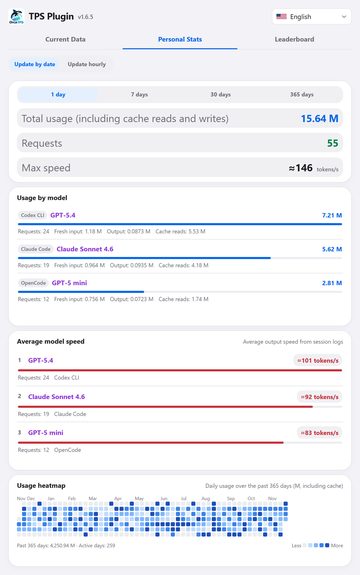 TPS Plugin v1.6.5
English
Current Data Personal Stats Leaderboard
Update by date Update hourly
1 day 7 days 30 days 365 days
Total usage (including cache reads and writes) 15.64 M
Requests 55
Max speed ≈146 tokens/s
Usage by model
Codex CLI GPT-5.4 7.21 M
Requests: 24 Fresh input: 1.18 M Output: 0.0873 M Cache reads: 5.53 M
Claude Code Claude Sonnet 4.6 5.62 M
Requests: 19 Fresh input: 0.964 M Output: 0.0935 M Cache reads: 4.18 M
OpenCode GPT-5 mini 2.81 M
Requests: 12 Fresh input: 0.756 M Output: 0.0723 M Cache reads: 1.74 M
Average model speed Average output speed from session logs
1 GPT-5.4 ≈101 tokens/s
Requests: 24 Codex CLI
2 Claude Sonnet 4.6 ≈92 tokens/s
Requests: 19 Claude Code
3 GPT-5 mini ≈83 tokens/s
Requests: 12 OpenCode
Usage heatmap Daily usage over the past 365 days (M, including cache)
Nov Dec Jan Feb Mar Apr May Jun Jul Aug Sep Oct Nov
Past 365 days: 4,250.94 M · Active days: 259 Less More